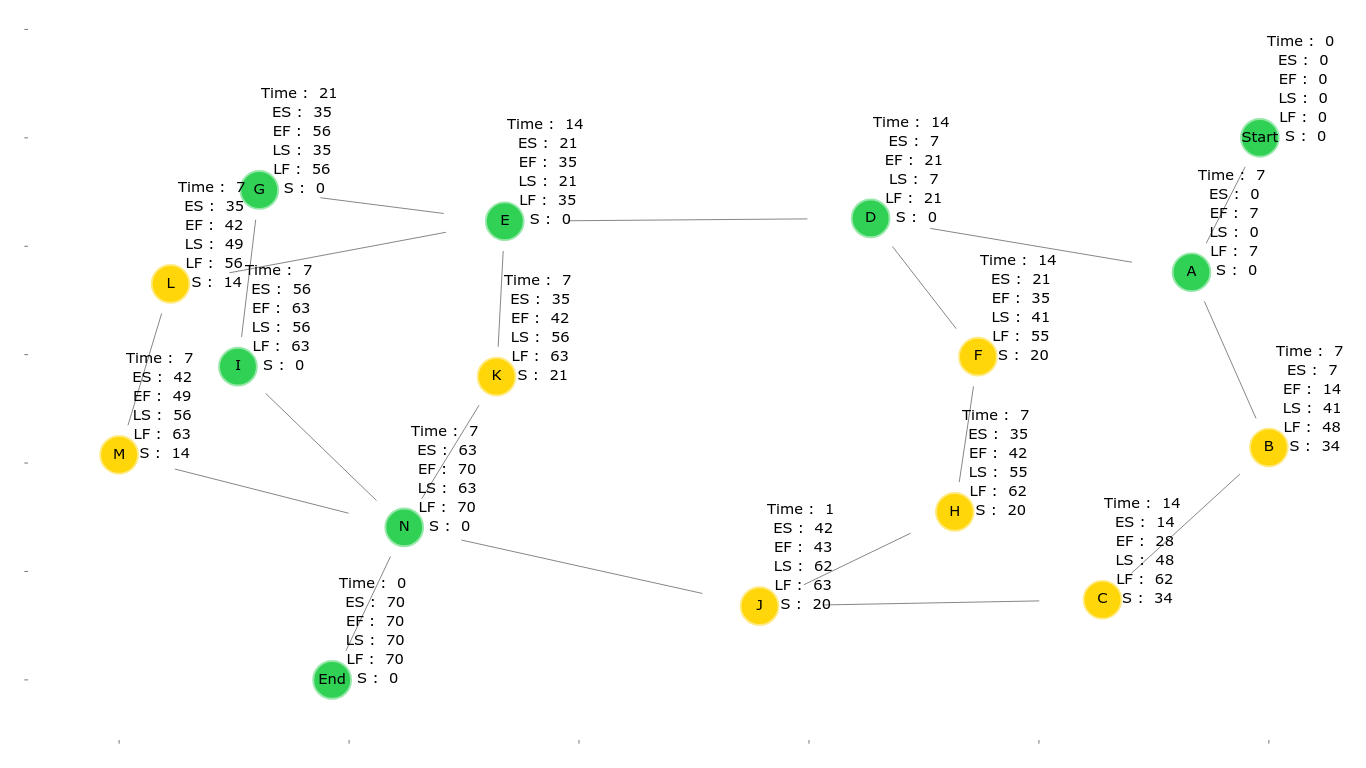 Time : 0
ES : 0
EF : 0
LS : 0
LF : 0
S : 0
Start
Time : 21
ES : 35
EF : 56
LS : 35
LF : 56
S : 0
G
Time : 14
ES : 21
EF : 35
LS : 21
LF : 35
S : 0
E
Time : 14
ES : 7
EF : 21
LS : 7
LF : 21
S : 0
D
Time : 7
ES : 0
EF : 7
LS : 0
LF : 7
S : 0
A
Time : 7
ES : 35
EF : 42
LS : 49
LF : 56
S : 14
L
Time : 7
ES : 56
EF : 63
LS : 56
LF : 63
S : 0
I
Time : 7
ES : 35
EF : 42
LS : 56
LF : 63
S : 21
K
Time : 14
ES : 21
EF : 35
LS : 41
LF : 55
S : 20
F
Time : 7
ES : 7
EF : 14
LS : 41
LF : 48
S : 34
B
Time : 7
ES : 42
EF : 49
LS : 56
LF : 63
S : 14
M
Time : 7
ES : 63
EF : 70
LS : 63
LF : 70
S : 0
N
Time : 7
ES : 35
EF : 42
LS : 55
LF : 62
S : 20
H
Time : 1
ES : 42
EF : 43
LS : 62
LF : 63
S : 20
J
Time : 14
ES : 14
EF : 28
LS : 48
LF : 62
S : 34
C
Time : 0
ES : 70
EF : 70
LS : 70
LF : 70
S : 0
End